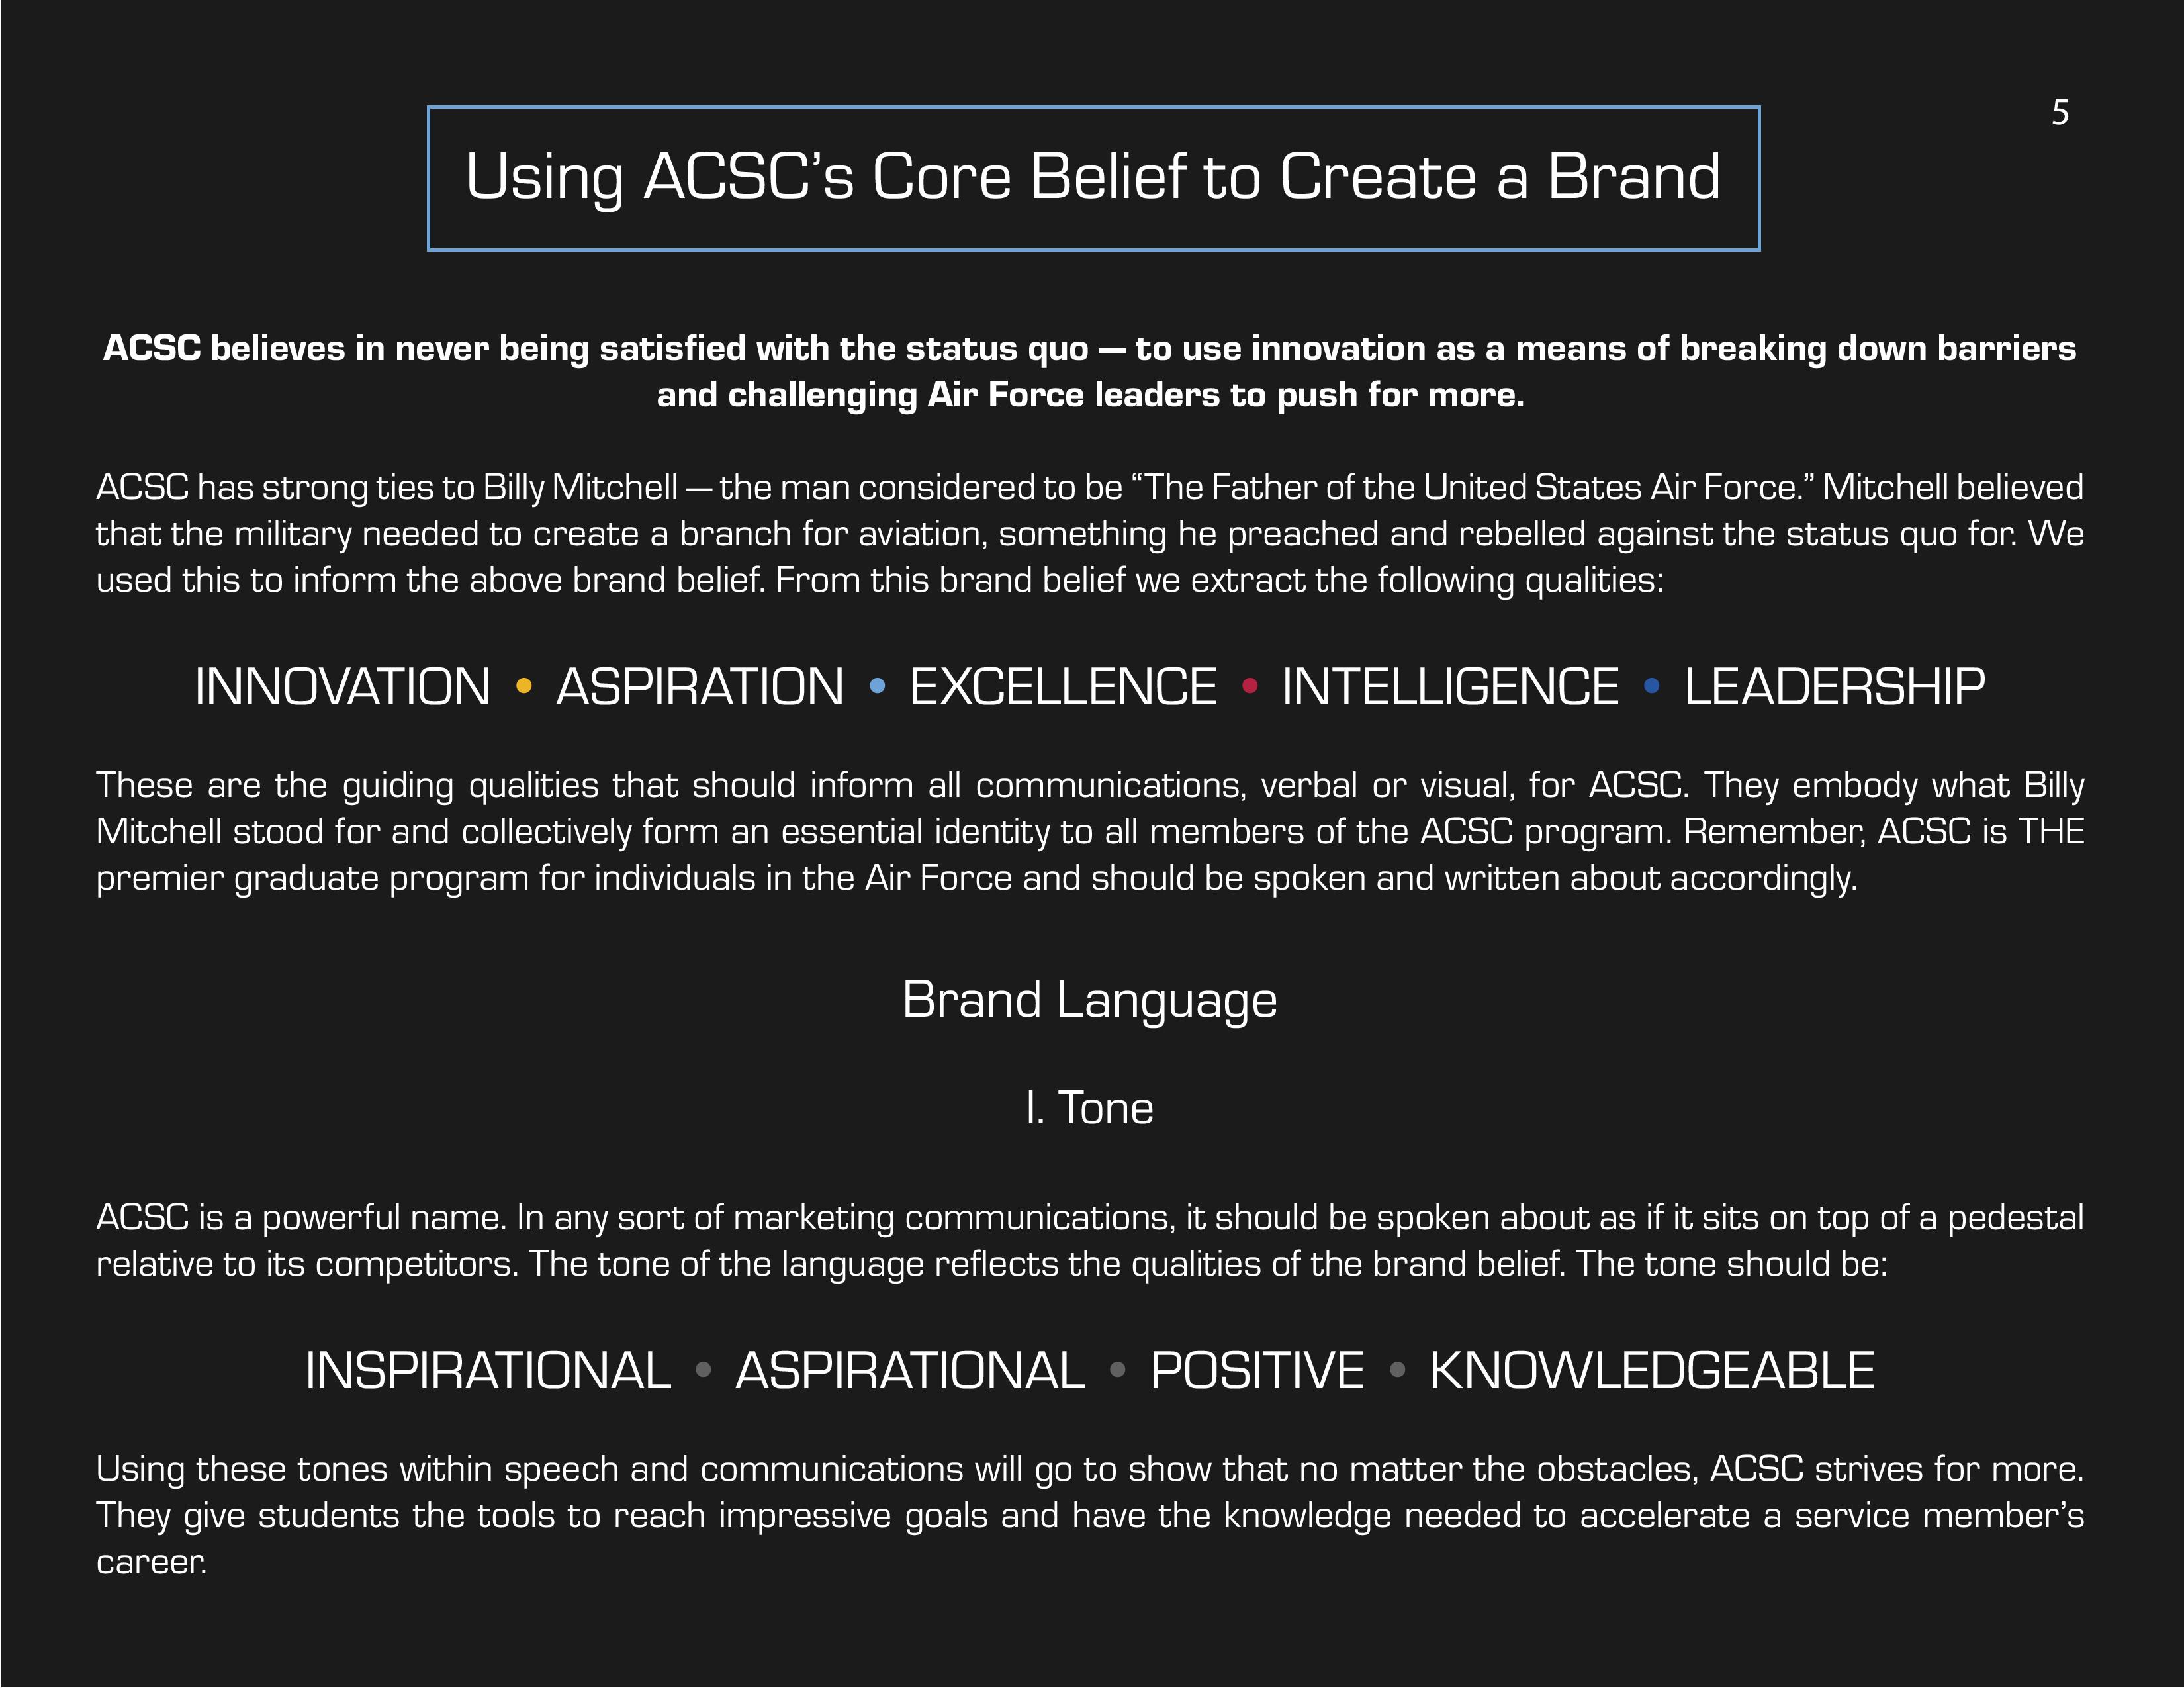 5
Using ACSC’s Core Belief to Create a Brand
ACSC believes in never being satisfied with the status quo — to use innovation as a means of breaking down barriers
and challenging Air Force leaders to push for more.
ACSC has strong ties to Billy Mitchell — the man considered to be “The Father of the United States Air Force.” Mitchell believed
that the military needed to create a branch for aviation, something he preached and rebelled against the status quo for. We
used this to inform the above brand belief. From this brand belief we extract the following qualities:
INNOVATION • ASPIRATION • EXCELLENCE • INTELLIGENCE • LEADERSHIP
These are the guiding qualities that should inform all communications, verbal or visual, for ACSC. They embody what Billy
Mitchell stood for and collectively form an essential identity to all members of the ACSC program. Remember, ACSC is THE
premier graduate program for individuals in the Air Force and should be spoken and written about accordingly.
Brand Language
I. Tone
ACSC is a powerful name. In any sort of marketing communications, it should be spoken about as if it sits on top of a pedestal
relative to its competitors. The tone of the language reflects the qualities of the brand belief. The tone should be:
INSPIRATIONAL • ASPIRATIONAL • POSITIVE • KNOWLEDGEABLE
Using these tones within speech and communications will go to show that no matter the obstacles, ACSC strives for more.
They give students the tools to reach impressive goals and have the knowledge needed to accelerate a service member’s
career.